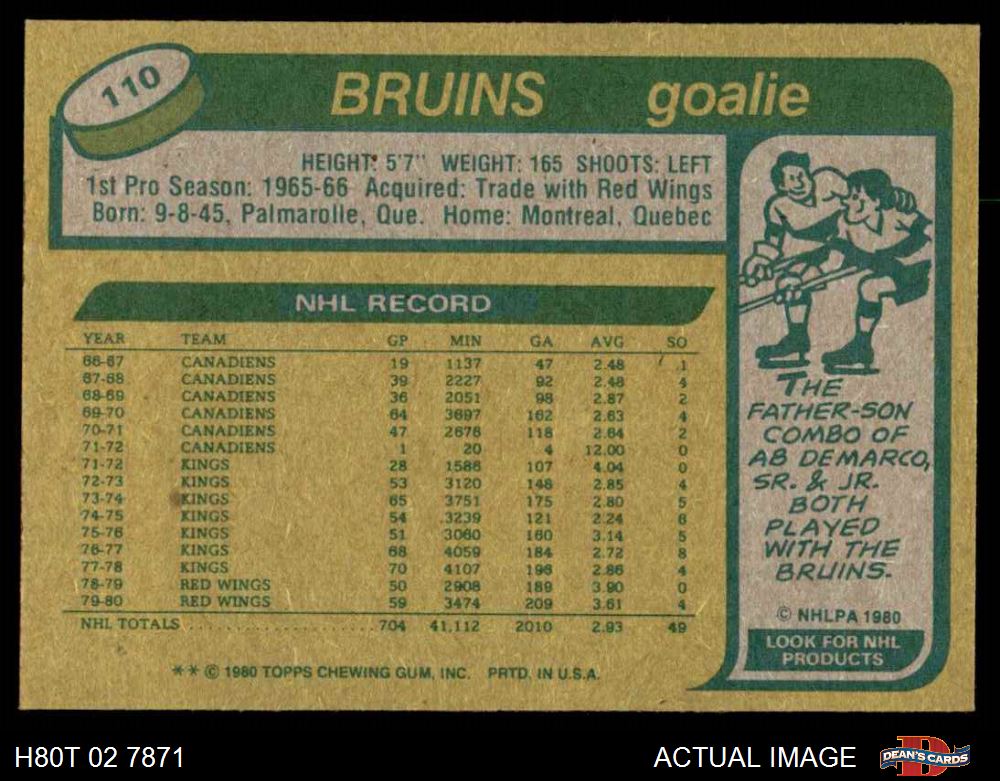 110
BRUINS goalie
HEIGHT: 5'7" WEIGHT: 165 SHOOTS: LEFT
1st Pro Season: 1965-66 Acquired: Trade with Red Wings
Born: 9-8-45, Palmarolle, Que. Home: Montreal, Quebec
NHL RECORD
YEAR TEAM GP MIN GA AVG SO
66-67 CANADIENS 19 1137 47 2.48 1
67-68 CANADIENS 39 2227 92 2.48 4
68-69 CANADIENS 36 2051 98 2.87 2
69-70 CANADIENS 64 3697 162 2.63 4
70-71 CANADIENS 47 2676 118 2.64 2
71-72 CANADIENS 1 20 4 12.00 0
71-72 KINGS 28 1586 107 4.04 0
72-73 KINGS 53 3120 148 2.85 4
73-74 KINGS 65 3751 175 2.80 5
74-75 KINGS 54 3239 121 2.24 6
75-76 KINGS 51 3060 160 3.14 5
76-77 KINGS 68 4059 184 2.72 8
77-78 KINGS 70 4107 196 2.86 4
78-79 RED WINGS 50 2908 189 3.90 0
79-80 RED WINGS 59 3474 209 3.61 4
NHL TOTALS 704 41,112 2010 2.93 49
** © 1980 TOPPS CHEWING GUM, INC. PRTD. IN U.S.A.
THE
FATHER-SON
COMBO OF
AB DEMARCO,
SR. & JR.
BOTH
PLAYED
WITH THE
BRUINS.
© NHLPA 1980
LOOK FOR NHL
PRODUCTS
H80T 02 7871
ACTUAL IMAGE
DEAN'S CARDS